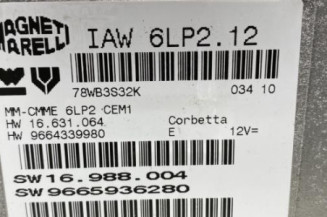 MAGNETI
MARELLI
IAW 6LP2.12
78WB3S32K 034 10
MM-CMME 6LP2 CEM1
HW 16.631.064 Corbetta
HW 9664339980 E 12V=
SW16.988.004
SW9665936280